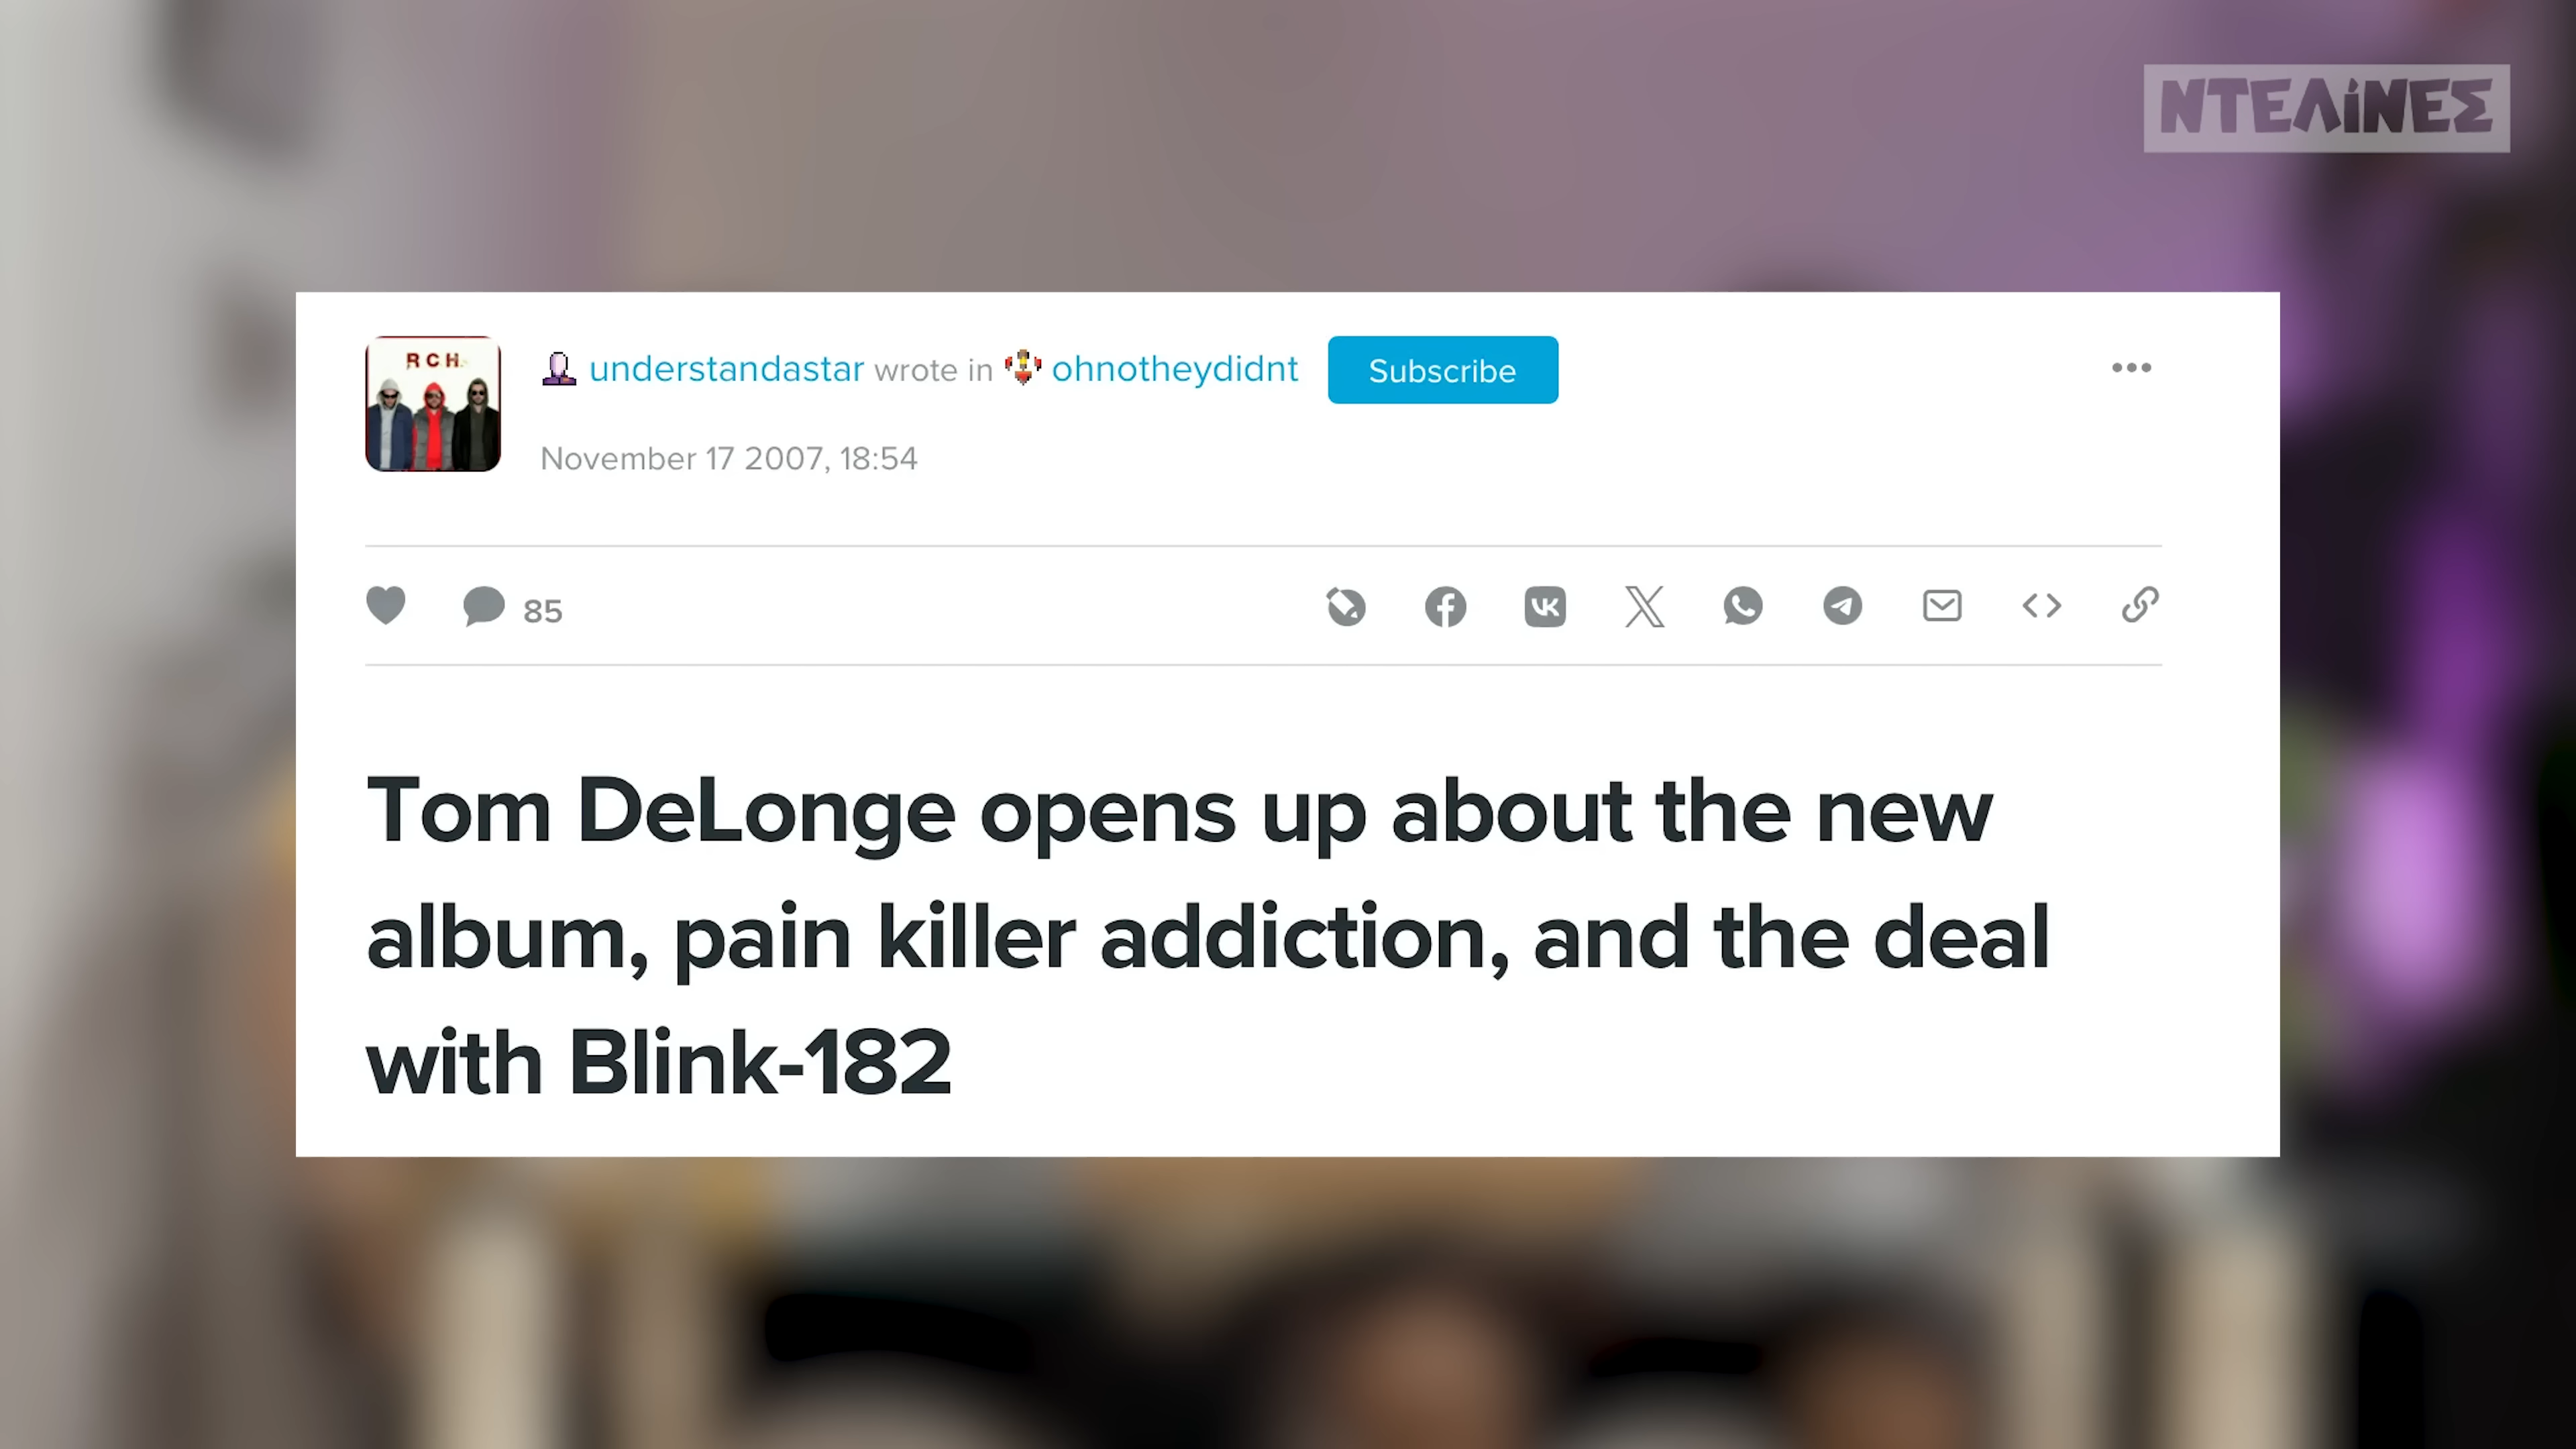 ΝΤΕΛίΝΕΣ
RCH
understandastar wrote in ohnotheydidnt Subscribe
November 17 2007, 18:54
85
Tom DeLonge opens up about the new
album, pain killer addiction, and the deal
with Blink-182